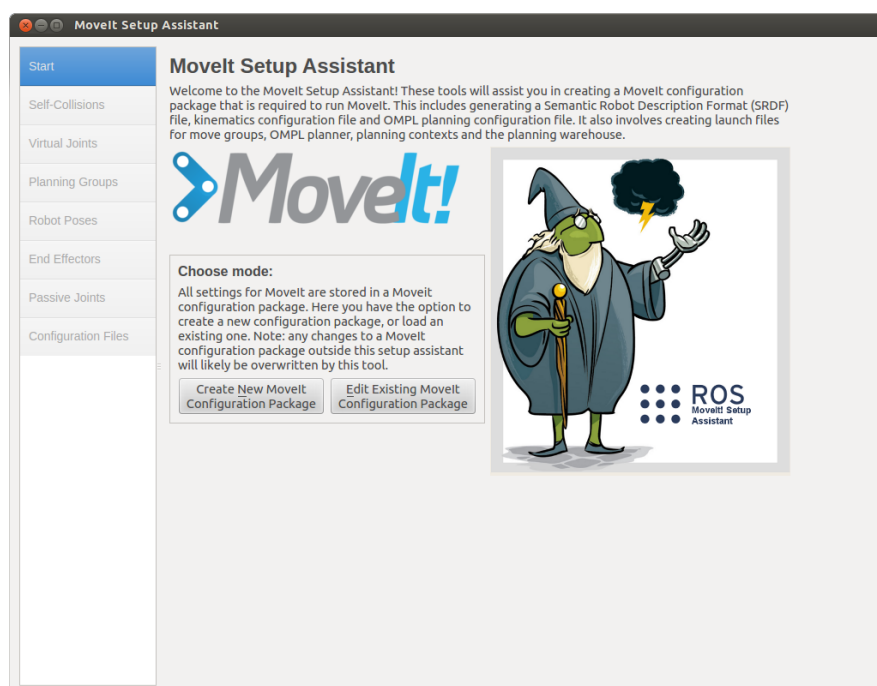 MoveIt Setup Assistant
Start
Self-Collisions
Virtual Joints
Planning Groups
Robot Poses
End Effectors
Passive Joints
Configuration Files
MoveIt Setup Assistant
Welcome to the MoveIt Setup Assistant! These tools will assist you in creating a MoveIt configuration
package that is required to run MoveIt. This includes generating a Semantic Robot Description Format (SRDF)
file, kinematics configuration file and OMPL planning configuration file. It also involves creating launch files
for move groups, OMPL planner, planning contexts and the planning warehouse.
MoveIt!
Choose mode:
All settings for MoveIt are stored in a Moveit
configuration package. Here you have the option to
create a new configuration package, or load an
existing one. Note: any changes to a MoveIt
configuration package outside this setup assistant
will likely be overwritten by this tool.
Create New MoveIt
Configuration Package
Edit Existing MoveIt
Configuration Package
ROS
MoveIt! Setup
Assistant